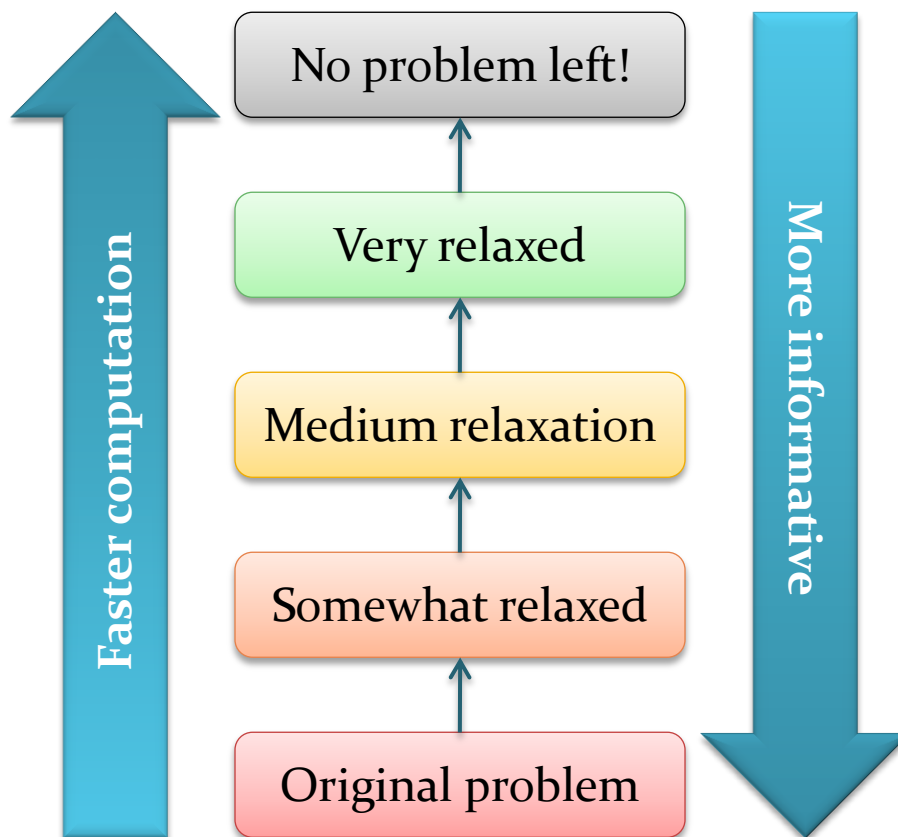 No problem left!
Very relaxed
Medium relaxation
Somewhat relaxed
Original problem
Faster computation
More informative